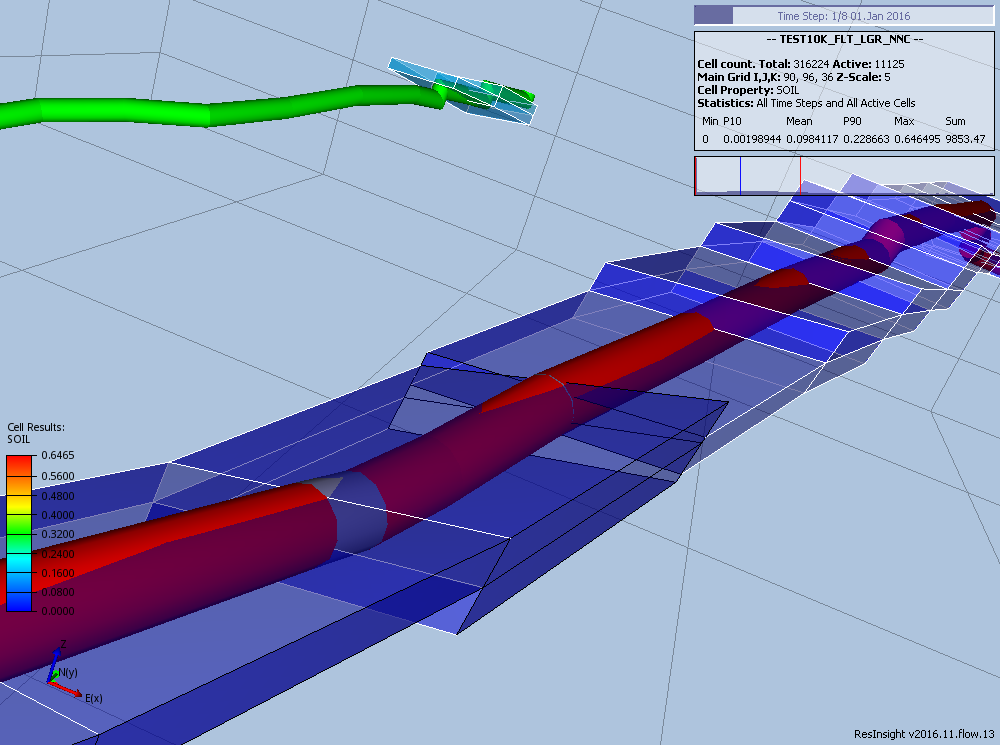 Time Step: 1/8 01.Jan 2016
-- TEST10K_FLT_LGR_NNC --
Cell count. Total: 316224 Active: 11125
Main Grid I,J,K: 90, 96, 36 Z-Scale: 5
Cell Property: SOIL
Statistics: All Time Steps and All Active Cells
Min P10 Mean P90 Max Sum
0 0.00198944 0.0984117 0.228663 0.646495 9853.47
Cell Results:
SOIL
0.6465
0.5600
0.4800
0.4000
0.3200
0.2400
0.1600
0.0800
0.0000
Z
N(y)
E(x)
ResInsight v2016.11.flow.13